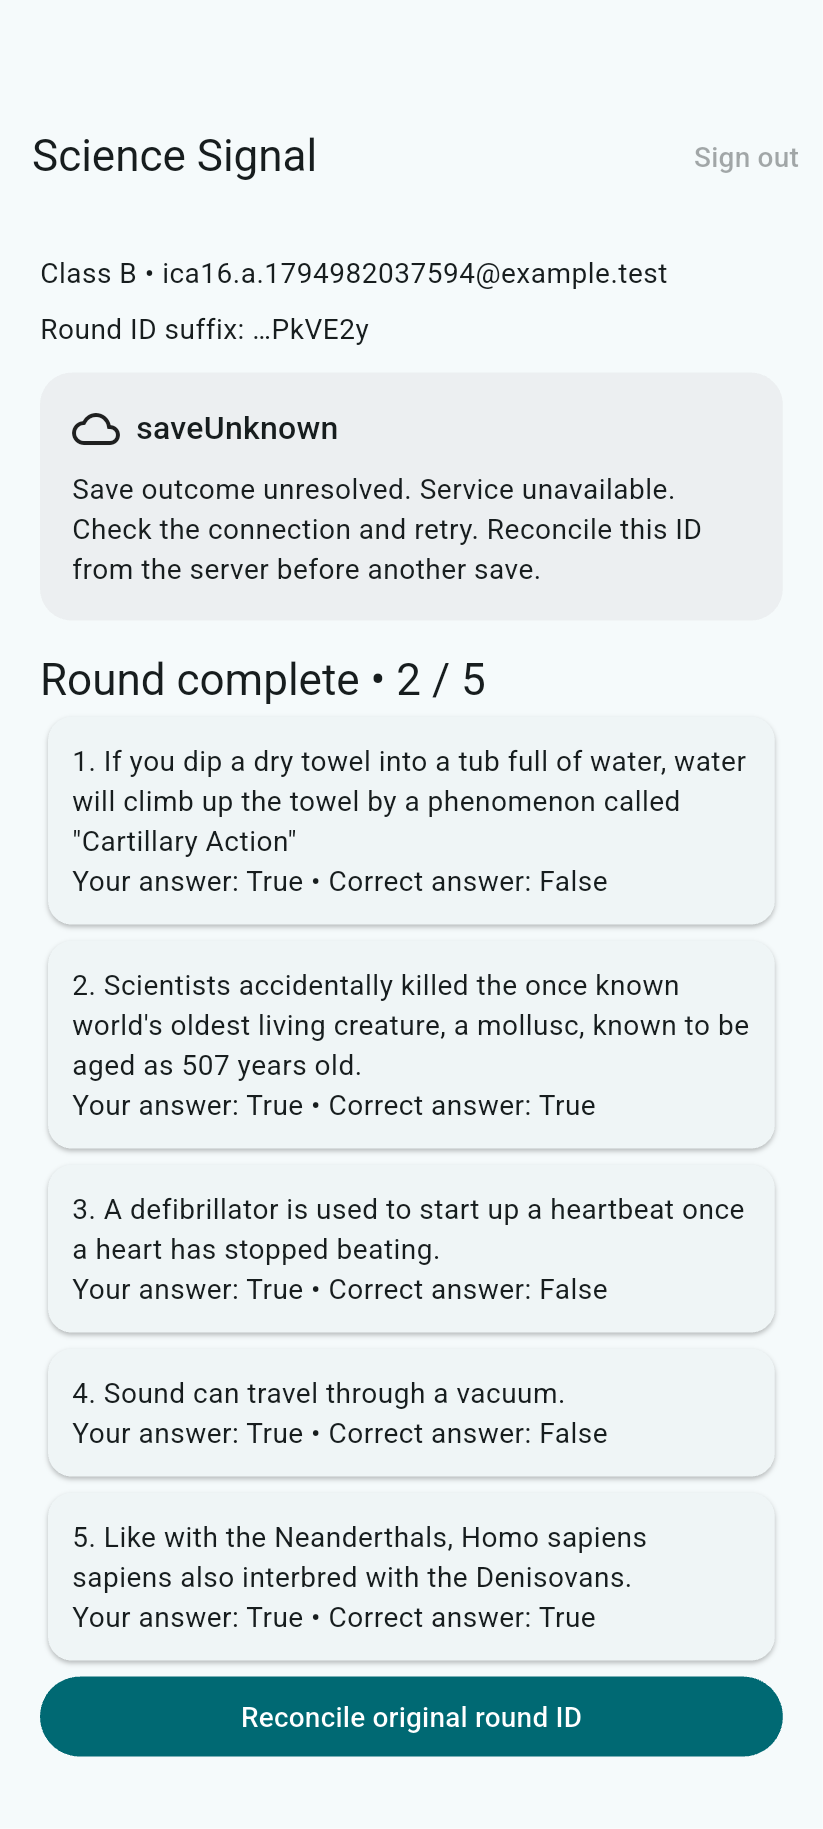 Science Signal
Sign out
Class B • ica16.a.1794982037594@example.test
Round ID suffix: …PkVE2y
saveUnknown
Save outcome unresolved. Service unavailable.
Check the connection and retry. Reconcile this ID
from the server before another save.
Round complete • 2 / 5
1. If you dip a dry towel into a tub full of water, water
will climb up the towel by a phenomenon called
"Cartillary Action"
Your answer: True • Correct answer: False
2. Scientists accidentally killed the once known
world's oldest living creature, a mollusc, known to be
aged as 507 years old.
Your answer: True • Correct answer: True
3. A defibrillator is used to start up a heartbeat once
a heart has stopped beating.
Your answer: True • Correct answer: False
4. Sound can travel through a vacuum.
Your answer: True • Correct answer: False
5. Like with the Neanderthals, Homo sapiens
sapiens also interbred with the Denisovans.
Your answer: True • Correct answer: True
Reconcile original round ID